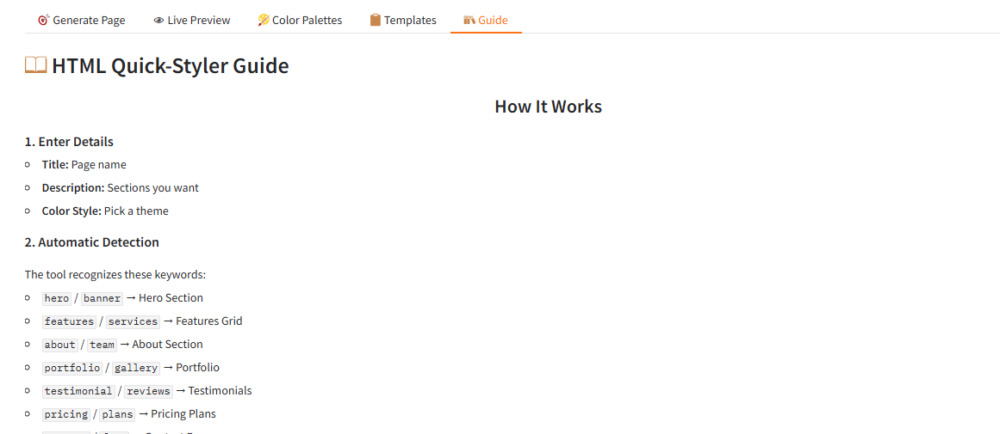 Generate Page Live Preview Color Palettes Templates Guide
HTML Quick-Styler Guide
How It Works
1. Enter Details
Title: Page name
Description: Sections you want
Color Style: Pick a theme
2. Automatic Detection
The tool recognizes these keywords:
hero / banner → Hero Section
features / services → Features Grid
about / team → About Section
portfolio / gallery → Portfolio
testimonial / reviews → Testimonials
pricing / plans → Pricing Plans